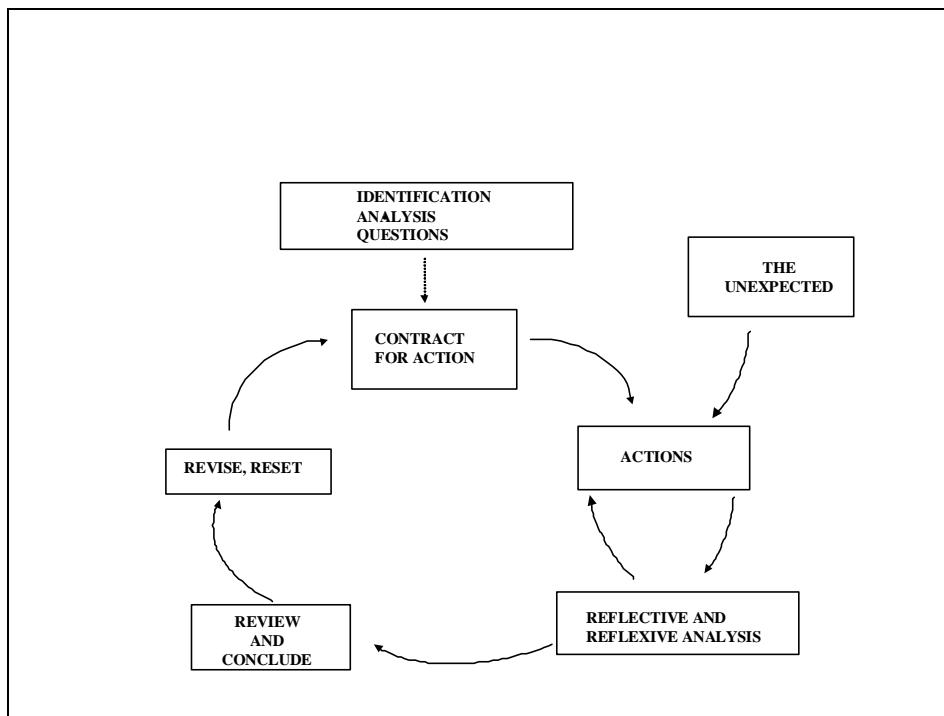 IDENTIFICATION
ANALYSIS
QUESTIONS
THE
UNEXPECTED
CONTRACT
FOR ACTION
ACTIONS
REVISE, RESET
REFLECTIVE AND
REFLEXIVE ANALYSIS
REVIEW
AND
CONCLUDE